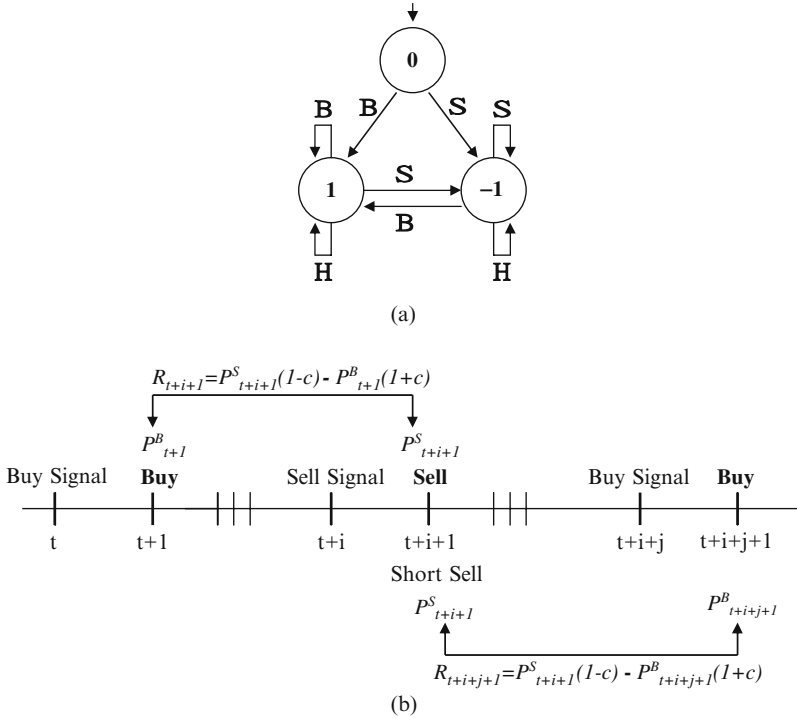 0
B S
B S
1 S −1
B
H H
(a)
R_{t+i+1}=P^S_{t+i+1}(1-c) - P^B_{t+1}(1+c)
P^B_{t+1} P^S_{t+i+1}
Buy Signal Buy Sell Signal Sell Buy Signal Buy
t t+1 t+i t+i+1 t+i+j t+i+j+1
Short Sell
P^S_{t+i+1} P^B_{t+i+j+1}
R_{t+i+j+1}=P^S_{t+i+1}(1-c) - P^B_{t+i+j+1}(1+c)
(b)